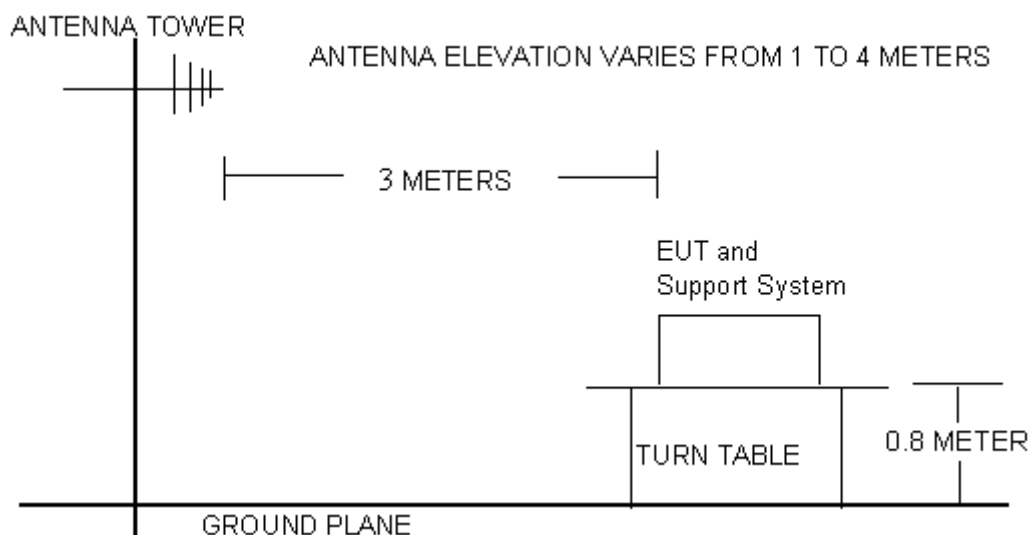 ANTENNA TOWER
ANTENNA ELEVATION VARIES FROM 1 TO 4 METERS
3 METERS
EUT and
Support System
TURN TABLE
0.8 METER
GROUND PLANE